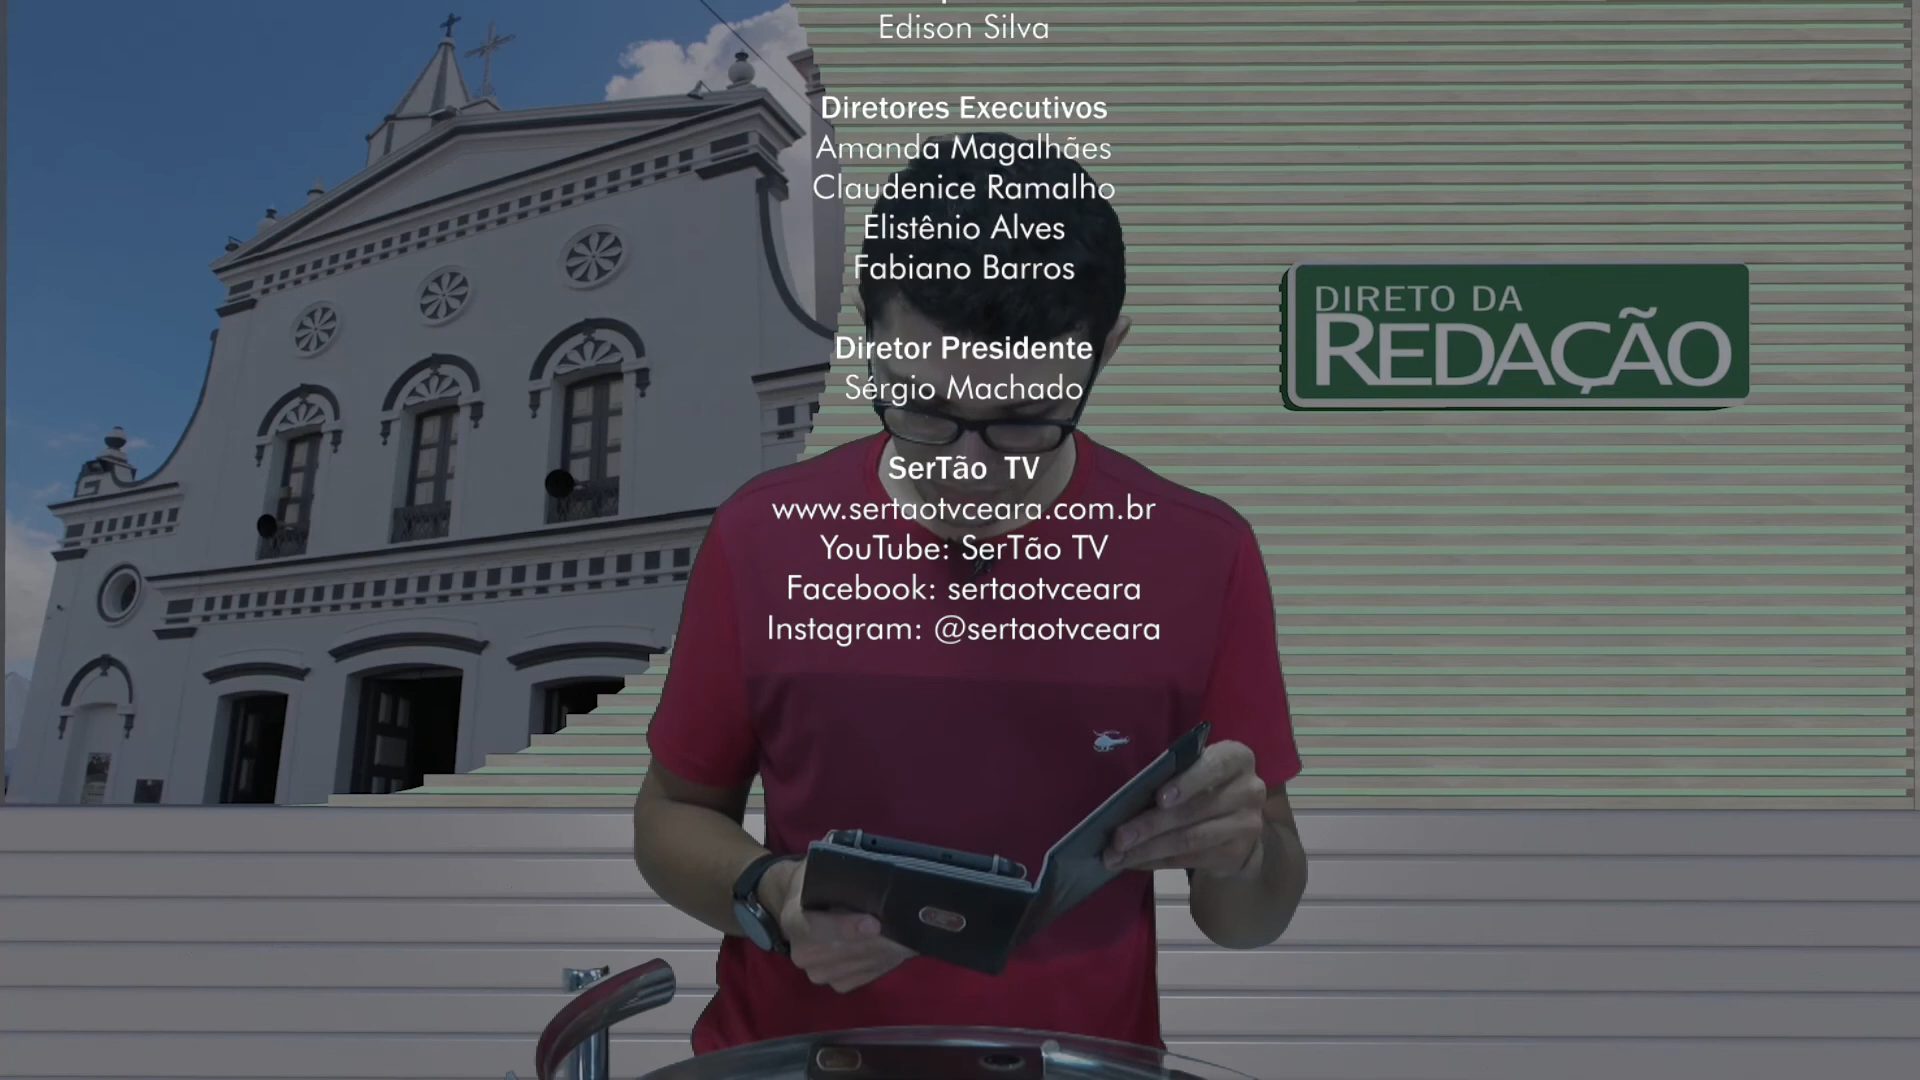 Edison Silva
Diretores Executivos
Amanda Magalhães
Claudenice Ramalho
Elistênio Alves
Fabiano Barros
Diretor Presidente
Sérgio Machado
SerTão TV
www.sertaotvceara.com.br
YouTube: SerTão TV
Facebook: sertaotvceara
Instagram: @sertaotvceara
DIRETO DA
REDAÇÃO